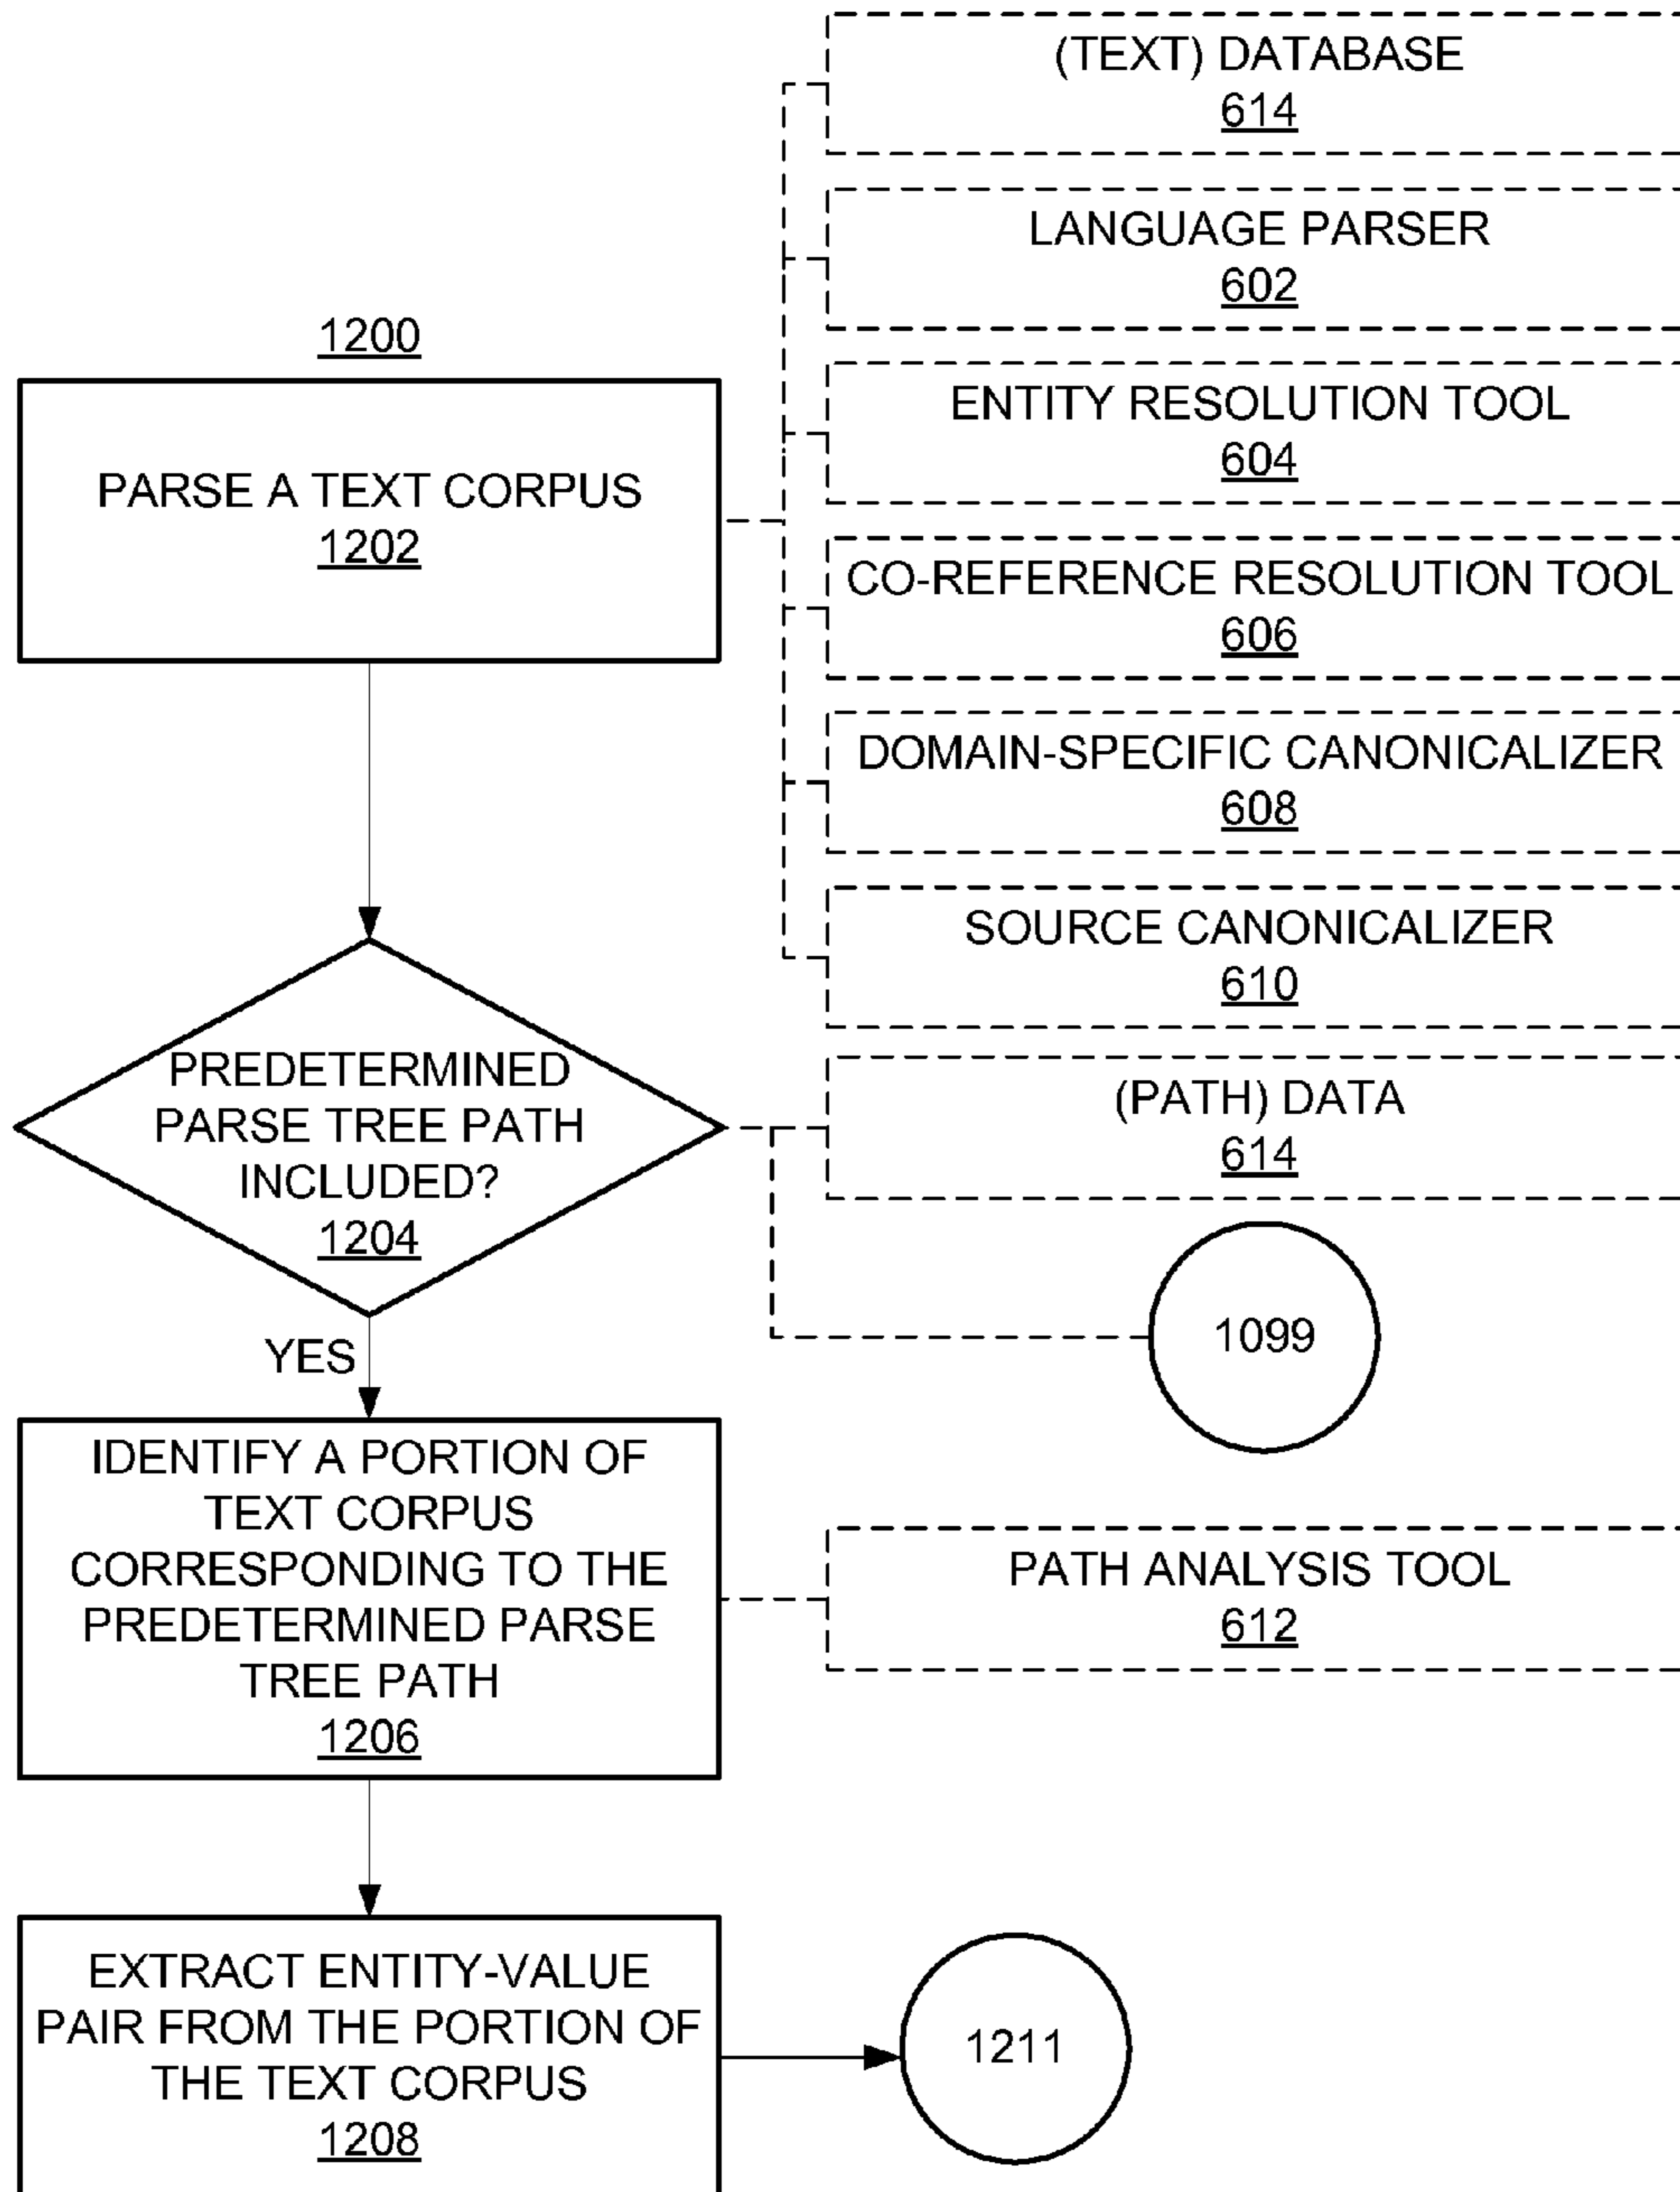 (TEXT) DATABASE
614
LANGUAGE PARSER
602
1200
ENTITY RESOLUTION TOOL
604
PARSE A TEXT CORPUS
1202
CO-REFERENCE RESOLUTION TOOL
606
DOMAIN-SPECIFIC CANONICALIZER
608
SOURCE CANONICALIZER
610
PREDETERMINED
PARSE TREE PATH
INCLUDED?
1204
(PATH) DATA
614
1099
YES
IDENTIFY A PORTION OF
TEXT CORPUS
CORRESPONDING TO THE
PREDETERMINED PARSE
TREE PATH
1206
PATH ANALYSIS TOOL
612
EXTRACT ENTITY-VALUE
PAIR FROM THE PORTION OF
THE TEXT CORPUS
1208
1211